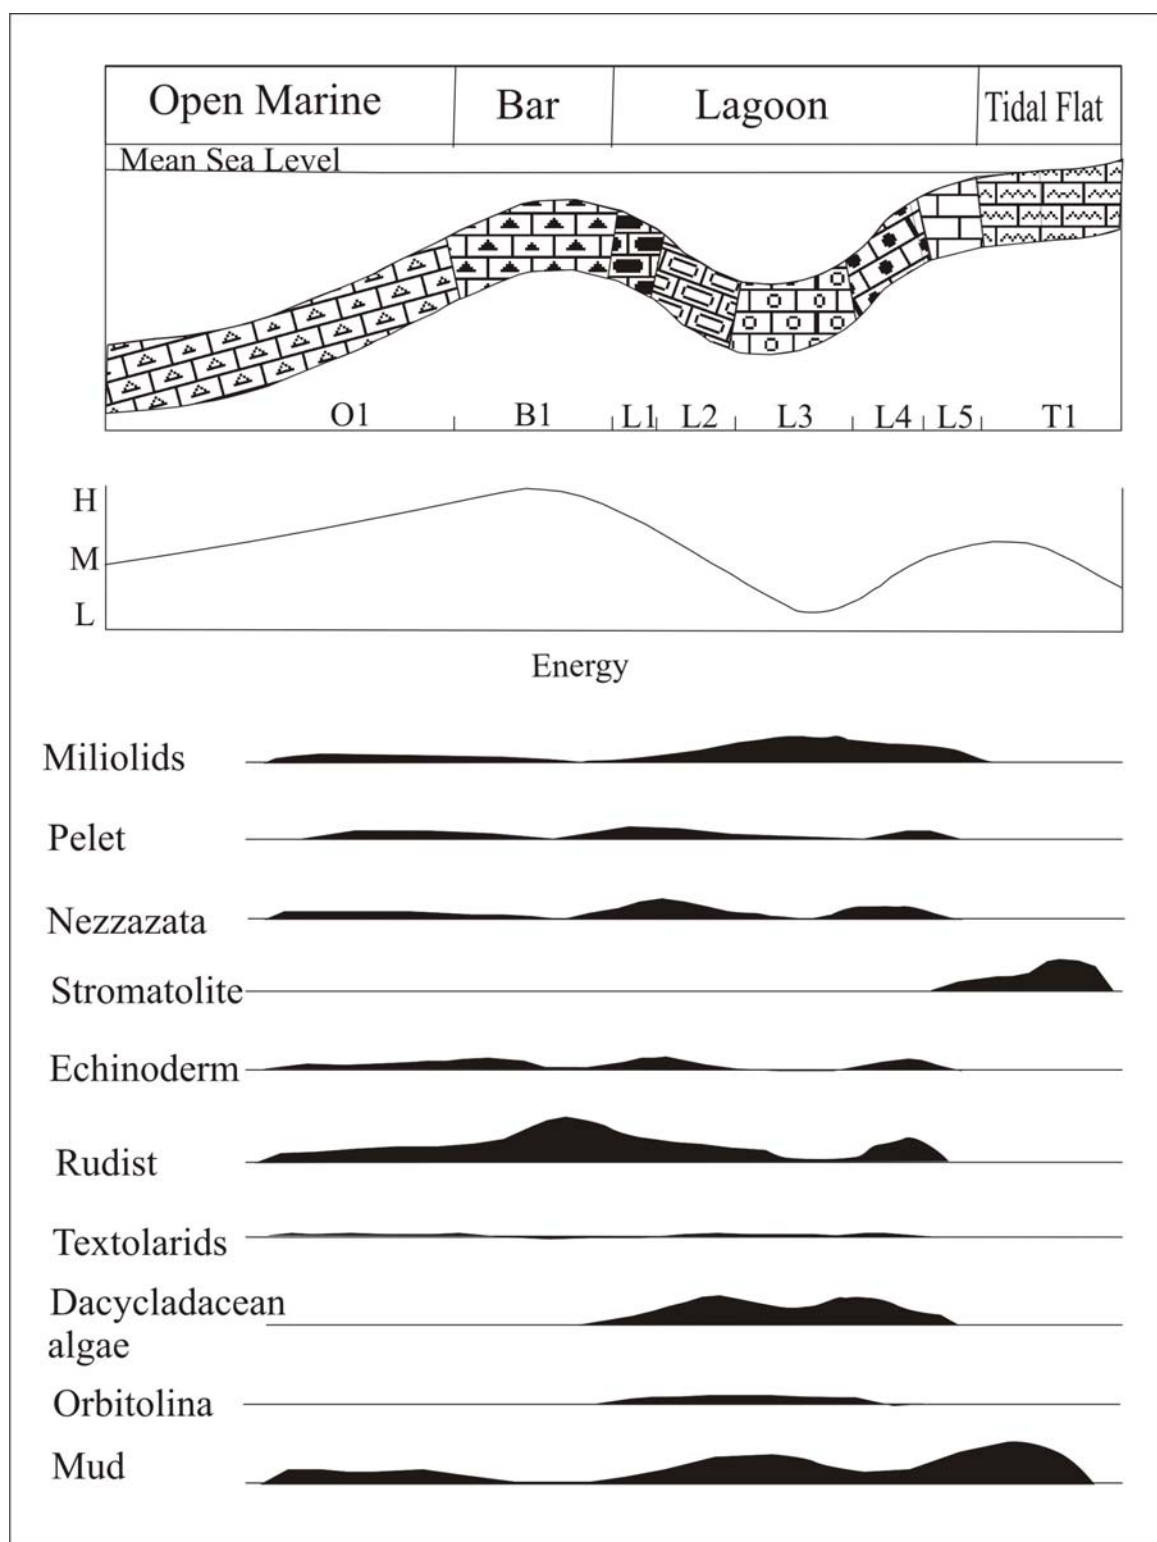 Open Marine Bar Lagoon Tidal Flat
Mean Sea Level
O1 B1 L1 L2 L3 L4 L5 T1
H
M
L
Energy
Miliolids
Pelet
Nezzazata
Stromatolite
Echinoderm
Rudist
Textolarids
Dacycladacean
algae
Orbitolina
Mud